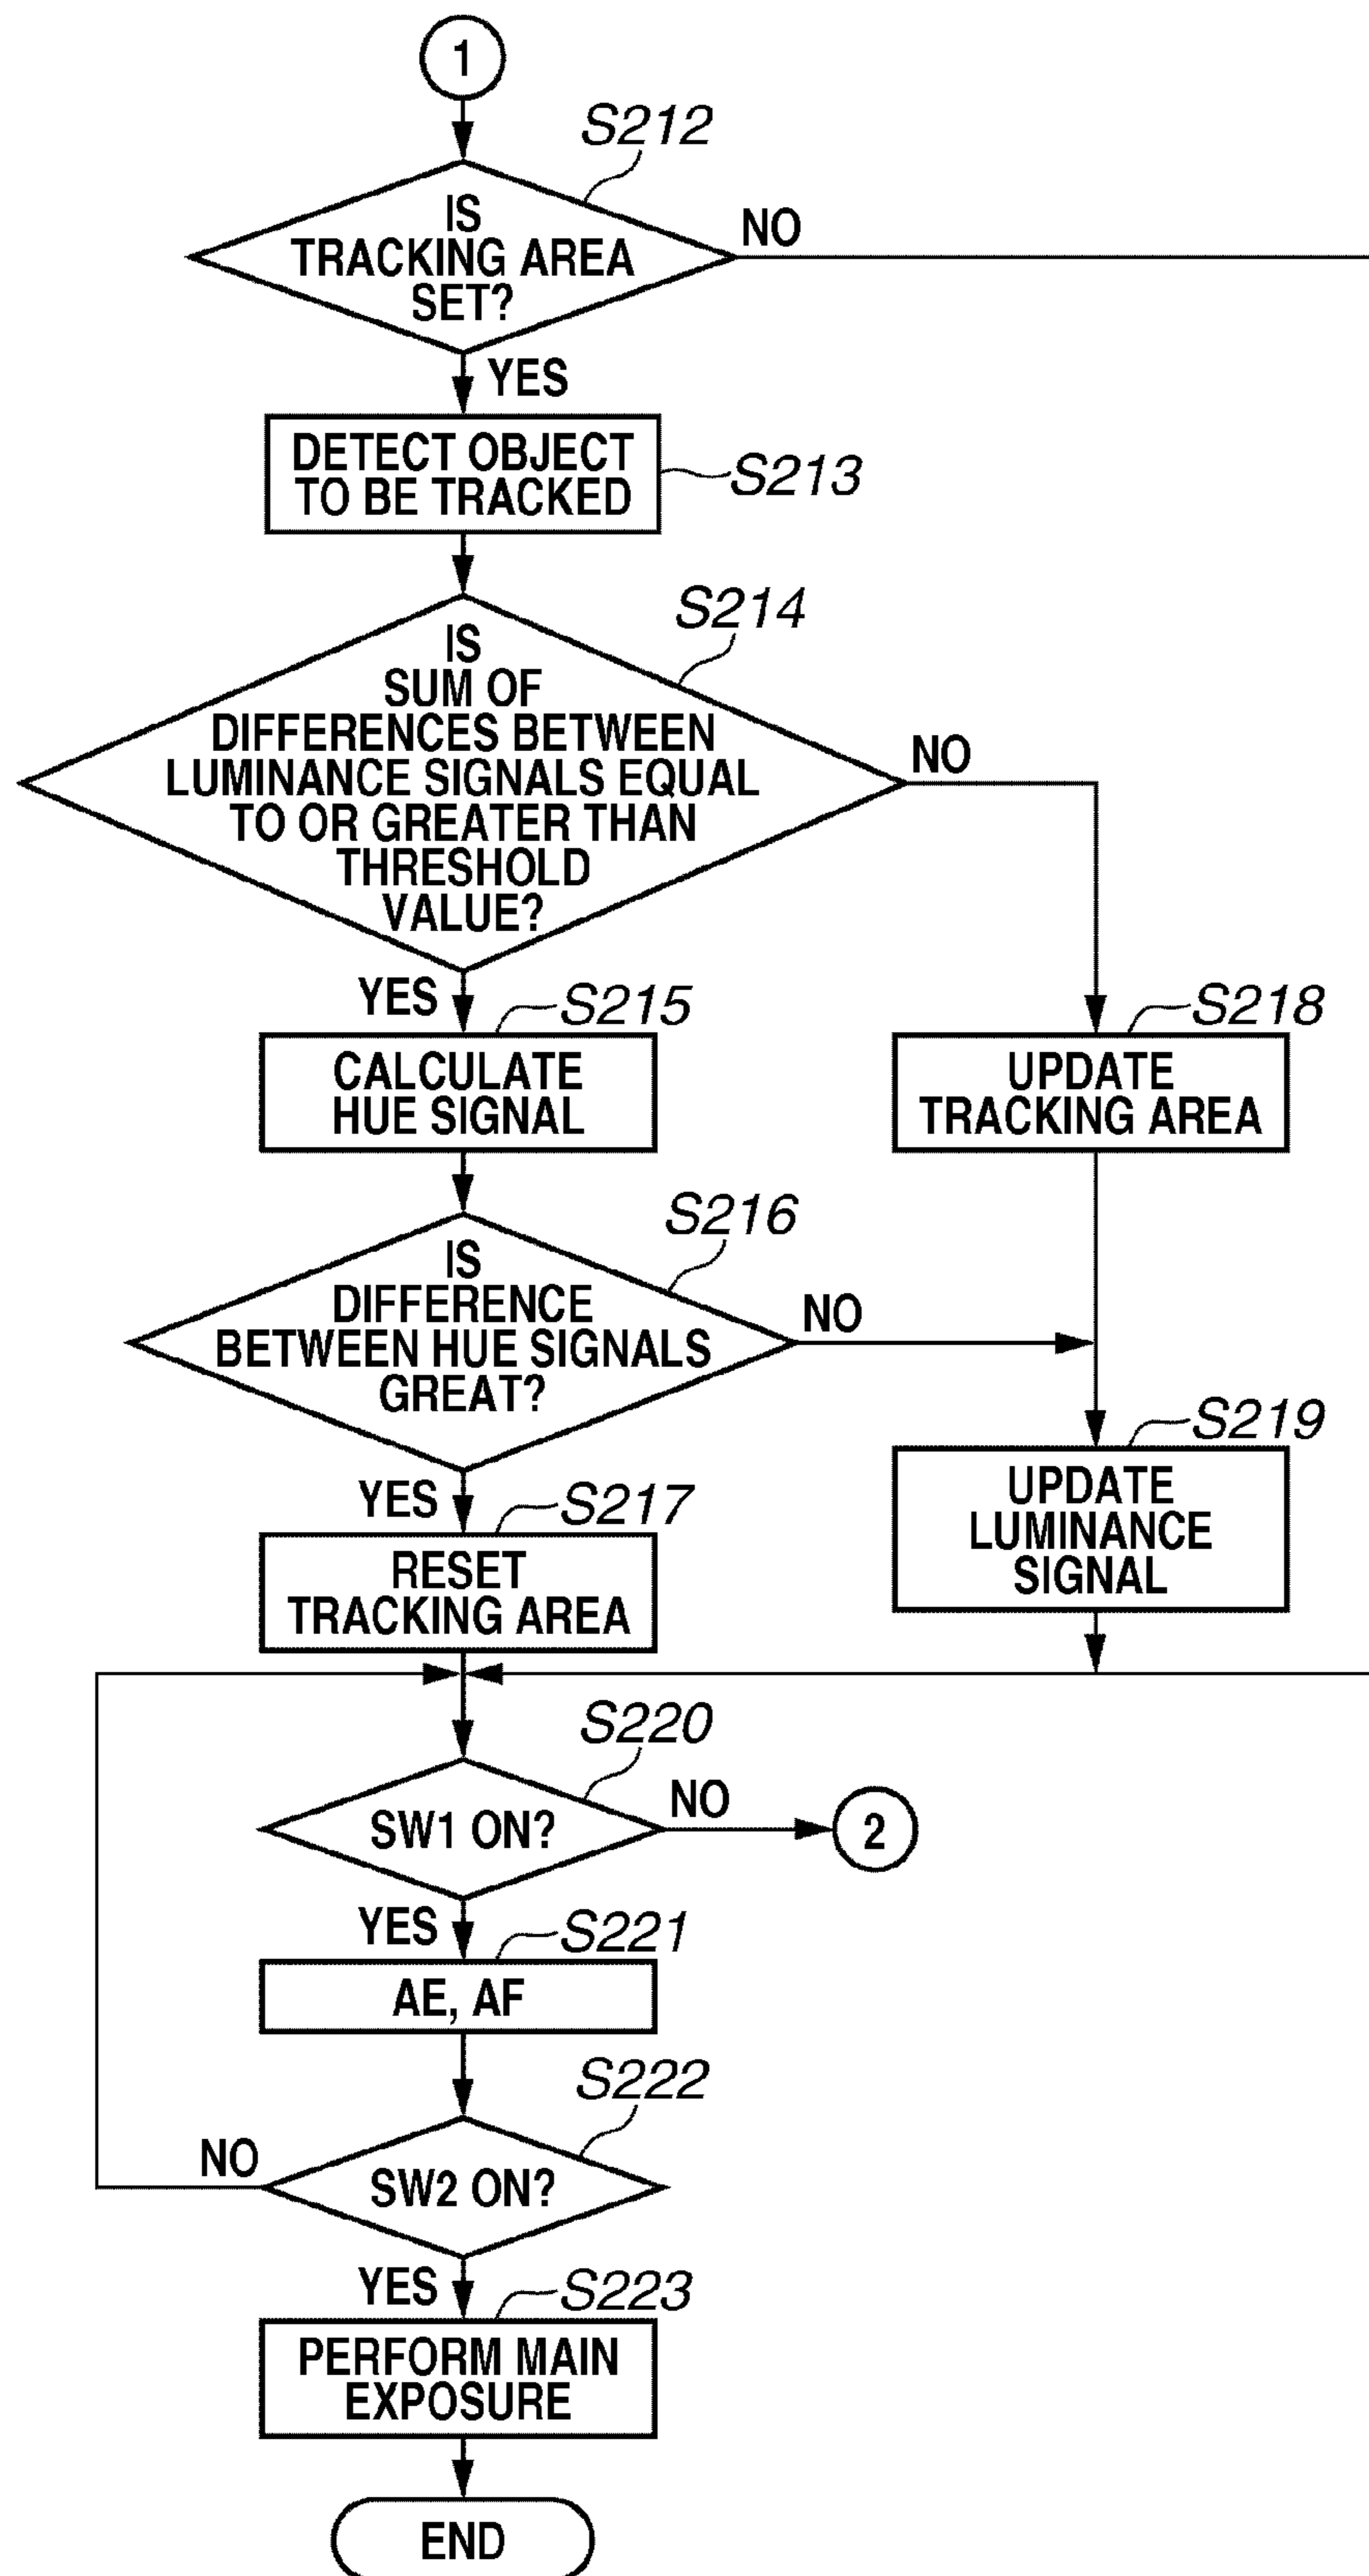 1
S212
IS
TRACKING AREA
SET?
NO
YES
DETECT OBJECT
TO BE TRACKED
S213
S214
IS
SUM OF
DIFFERENCES BETWEEN
LUMINANCE SIGNALS EQUAL
TO OR GREATER THAN
THRESHOLD
VALUE?
NO
YES
S215
CALCULATE
HUE SIGNAL
S218
UPDATE
TRACKING AREA
S216
IS
DIFFERENCE
BETWEEN HUE SIGNALS
GREAT?
NO
YES
S217
RESET
TRACKING AREA
S219
UPDATE
LUMINANCE
SIGNAL
S220
SW1 ON?
NO
2
YES
S221
AE, AF
S222
SW2 ON?
NO
YES
S223
PERFORM MAIN
EXPOSURE
END